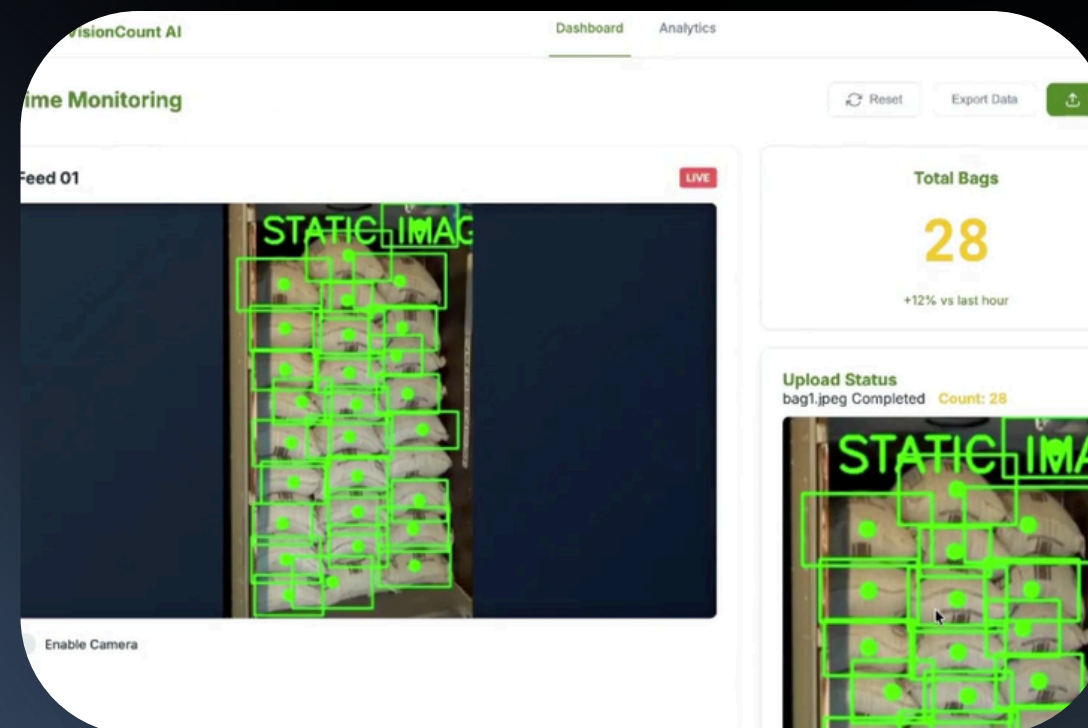 VisionCount AI
Dashboard
Analytics
ime Monitoring
Reset
Export Data
Feed 01
LIVE
STATIC IMAG
Enable Camera
Total Bags
28
+12% vs last hour
Upload Status
bag1.jpeg Completed Count: 28
STATIC IMA